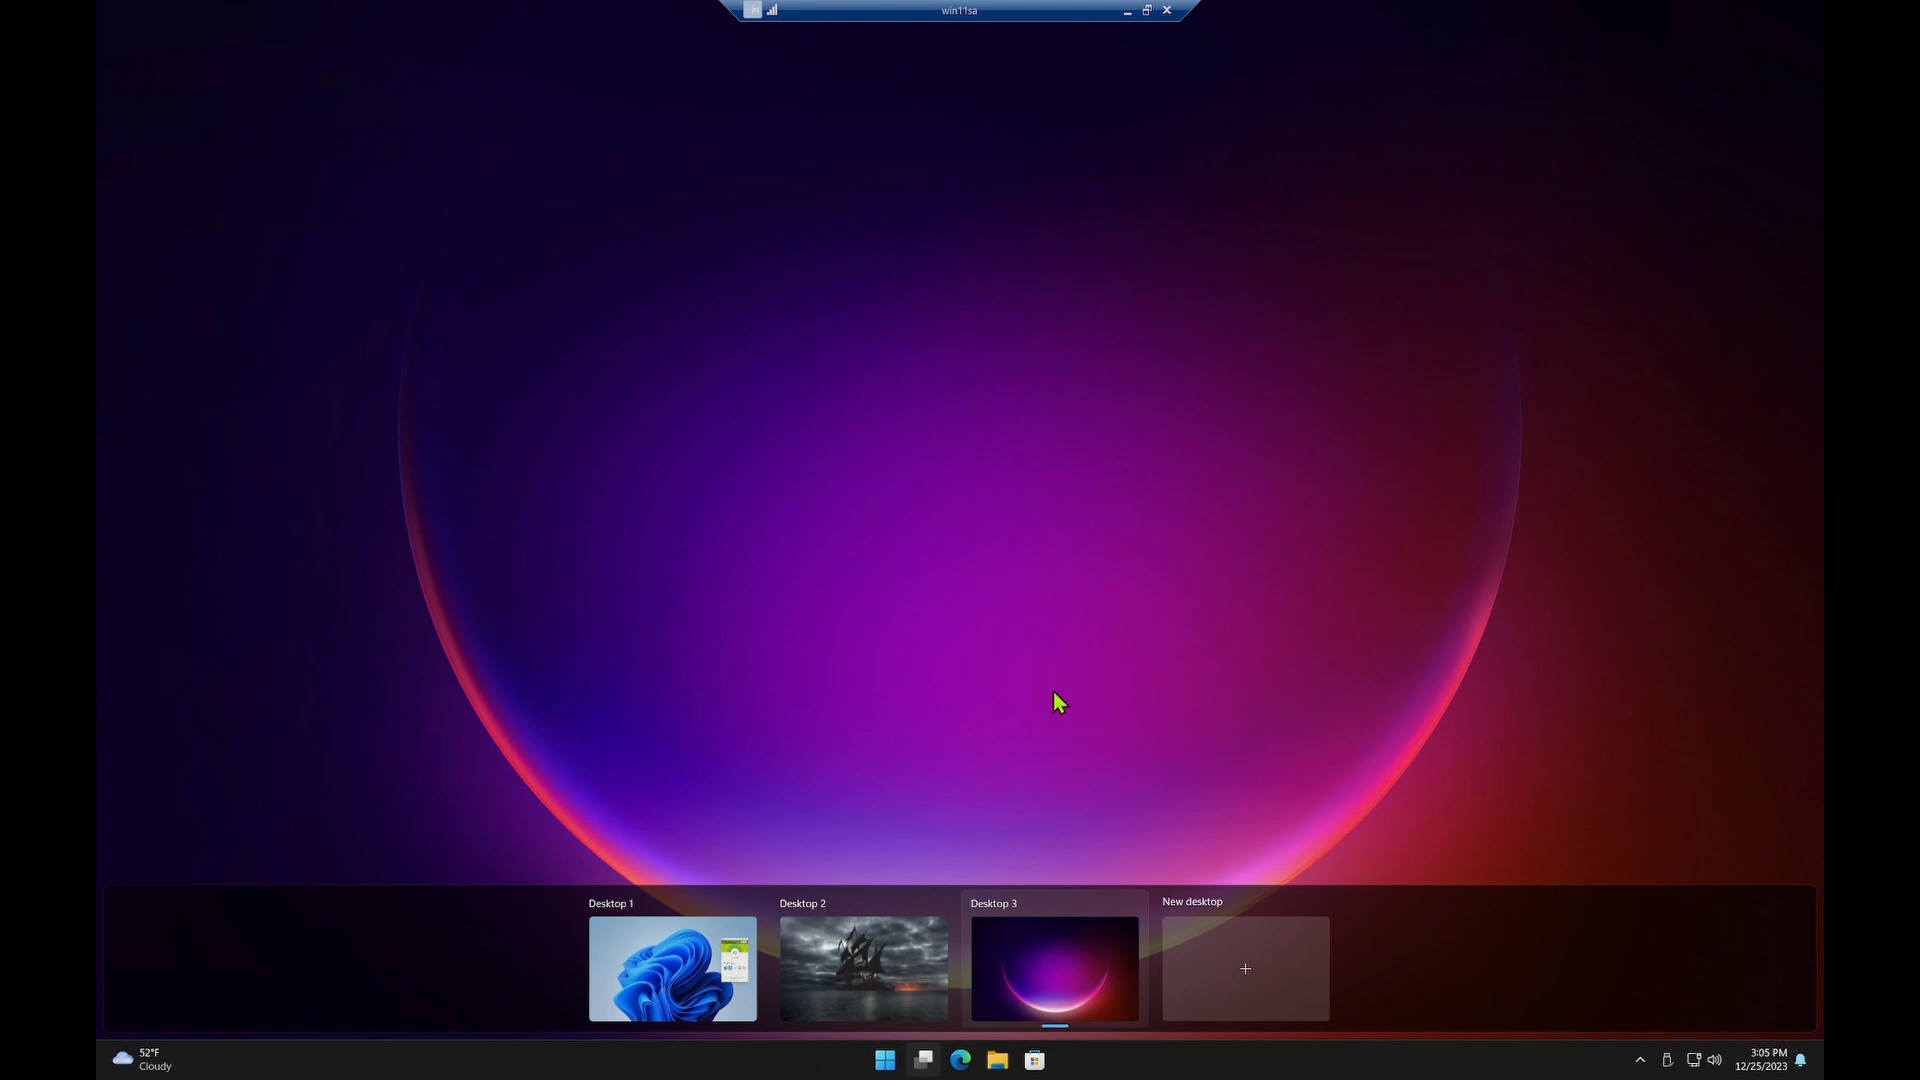 win11sa
Desktop 1
Desktop 2
Desktop 3
New desktop
52°F
Cloudy
3:05 PM
12/25/2023